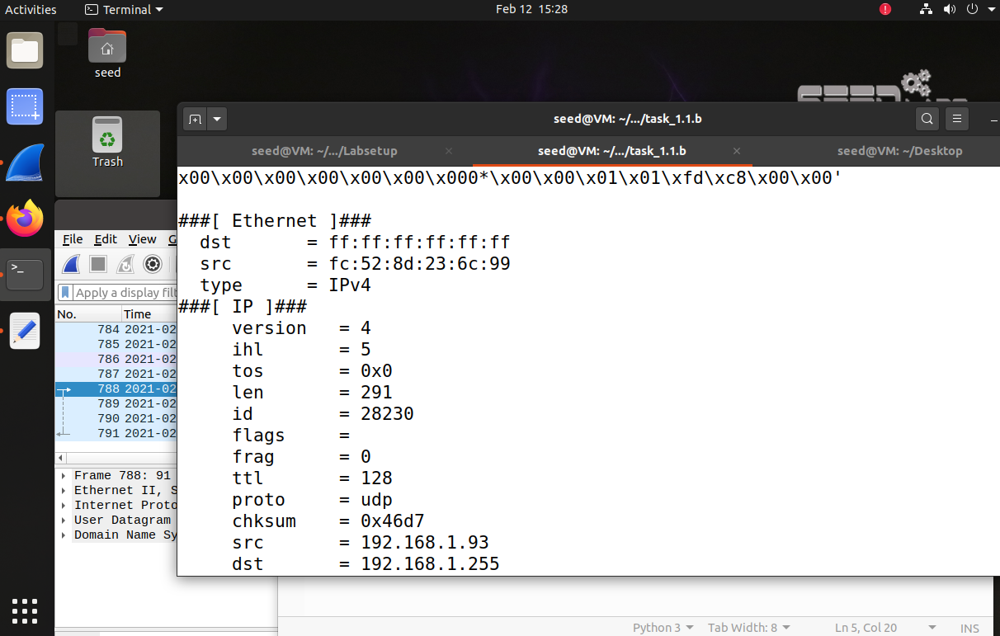 Activities Terminal Feb 12 15:28
seed
Trash
seed@VM: ~/.../task_1.1.b
seed@VM: ~/.../Labsetup × seed@VM: ~/.../task_1.1.b × seed@VM: ~/Desktop
x00\x00\x00\x00\x00\x00\x000*\x00\x00\x01\x01\xfd\xc8\x00\x00'
###[ Ethernet ]###
dst = ff:ff:ff:ff:ff:ff
src = fc:52:8d:23:6c:99
type = IPv4
###[ IP ]###
version = 4
ihl = 5
tos = 0x0
len = 291
id = 28230
flags =
frag = 0
ttl = 128
proto = udp
chksum = 0x46d7
src = 192.168.1.93
dst = 192.168.1.255
File Edit View G
Apply a display filt
No. Time
784 2021-02
785 2021-02
786 2021-02
787 2021-02
788 2021-02
789 2021-02
790 2021-02
791 2021-02
Frame 788: 91
Ethernet II, S
Internet Proto
User Datagram
Domain Name Sy
Python 3 Tab Width: 8 Ln 5, Col 20 INS